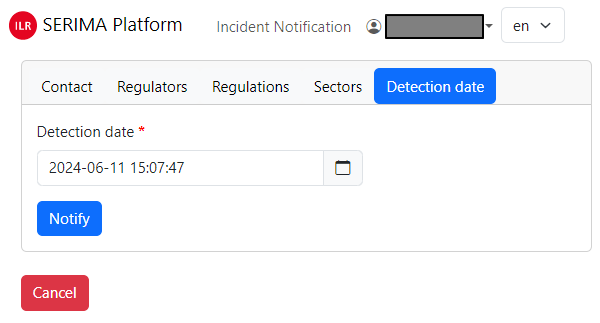 ILR SERIMA Platform Incident Notification en
Contact Regulators Regulations Sectors Detection date
Detection date *
2024-06-11 15:07:47
Notify
Cancel